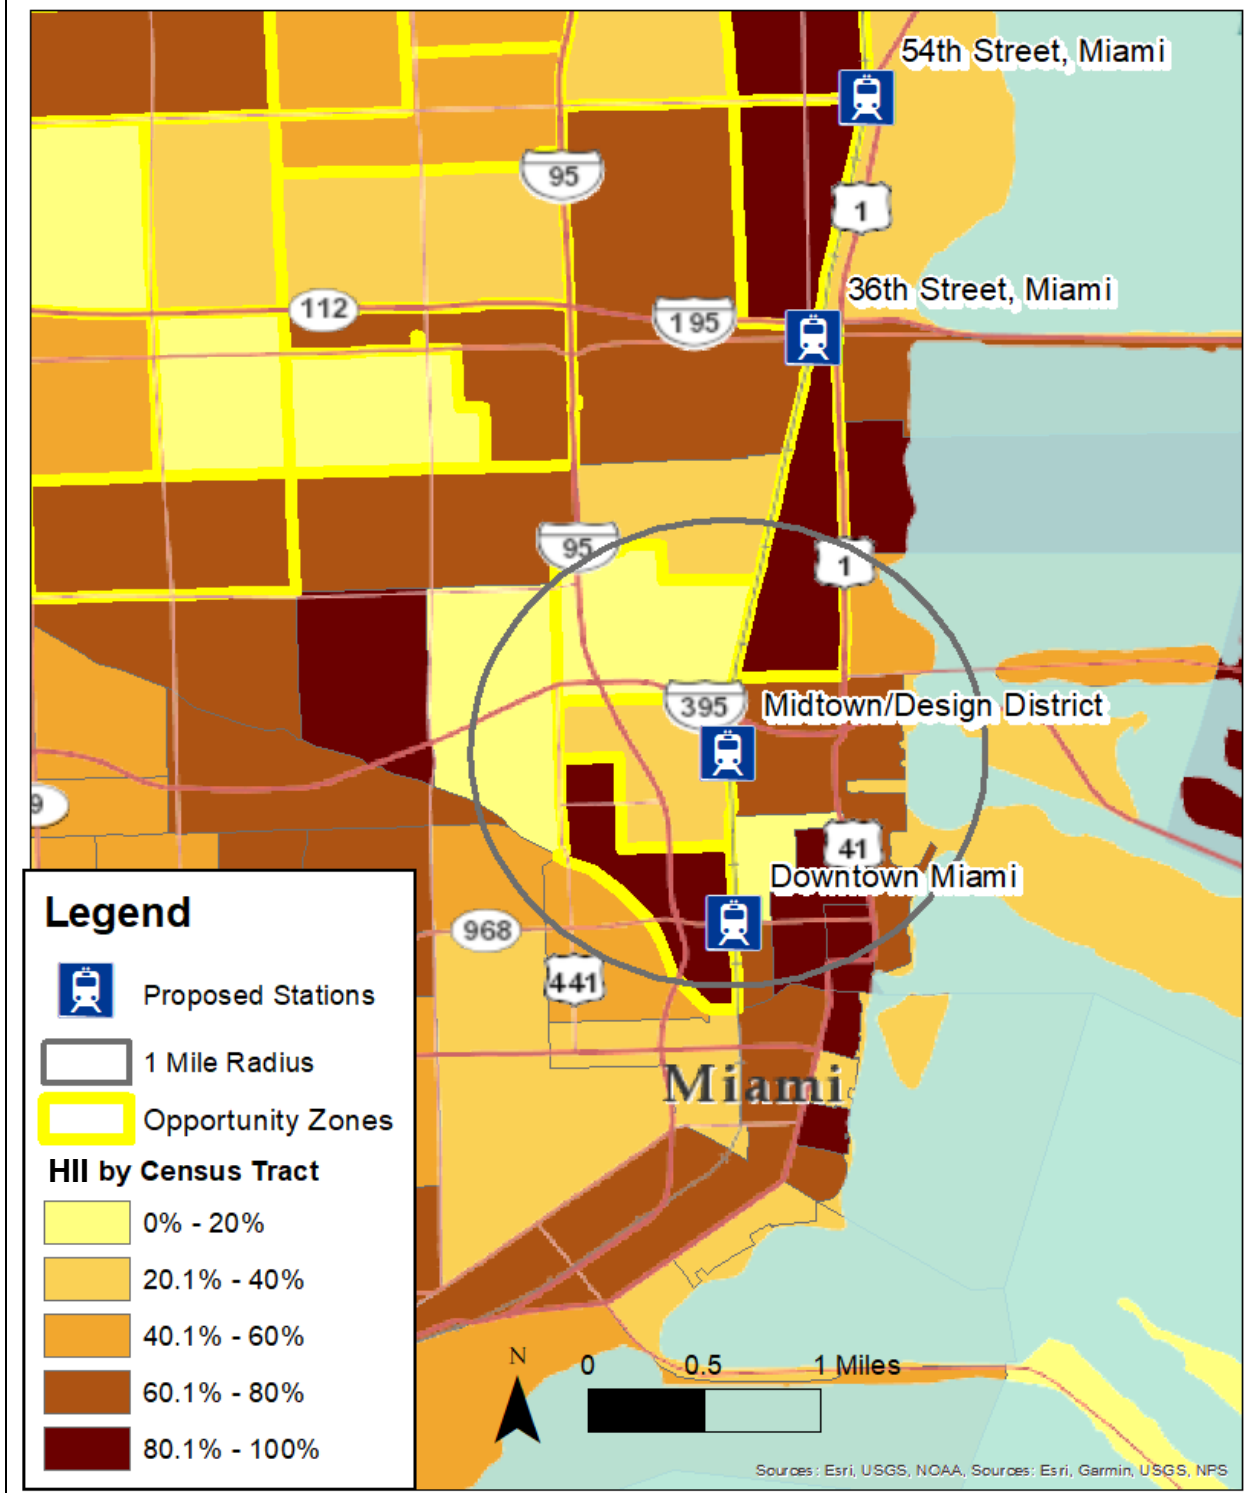 54th Street, Miami
95
1
36th Street, Miami
112
195
95
1
395
Midtown/Design District
9
41
Downtown Miami
968
441
Miami
Legend
Proposed Stations
1 Mile Radius
Opportunity Zones
HII by Census Tract
0% - 20%
20.1% - 40%
40.1% - 60%
60.1% - 80%
80.1% - 100%
N
0 0.5 1 Miles
Sources: Esri, USGS, NOAA, Sources: Esri, Garmin, USGS, NPS